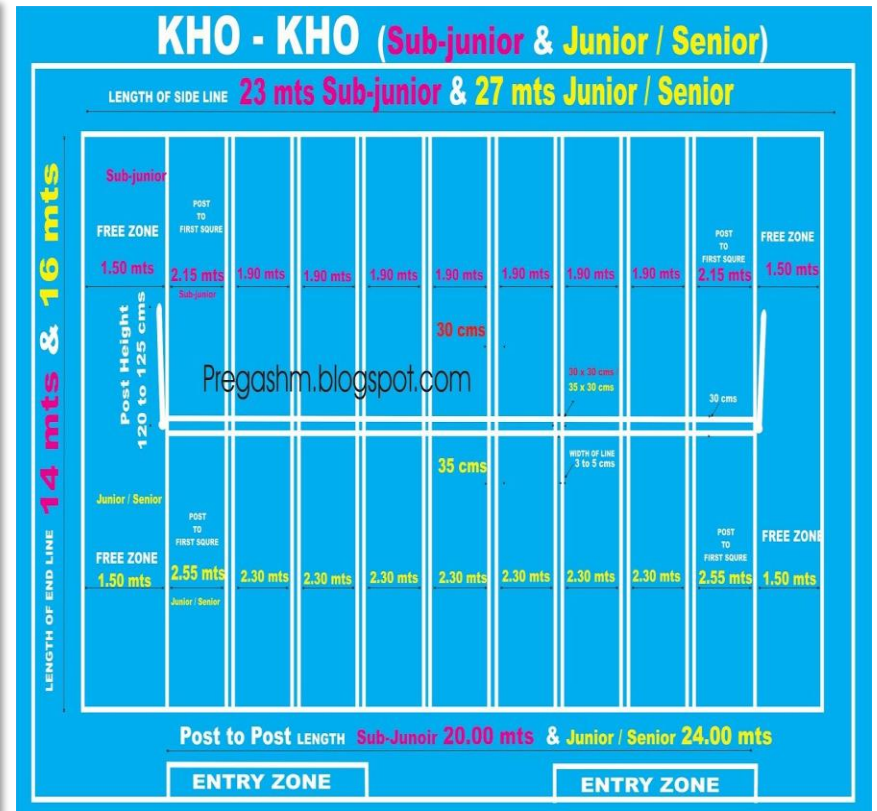 KHO - KHO (Sub-junior & Junior / Senior)
LENGTH OF SIDE LINE 23 mts Sub-junior & 27 mts Junior / Senior
LENGTH OF END LINE 14 mts & 16 mts
Sub-junior
FREE ZONE
1.50 mts
POST
TO
FIRST SQURE
2.15 mts
Sub-junior
1.90 mts
1.90 mts
1.90 mts
1.90 mts
1.90 mts
1.90 mts
1.90 mts
POST
TO
FIRST SQURE
2.15 mts
FREE ZONE
1.50 mts
Post Height
120 to 125 cms
30 cms
Pregashm.blogspot.com
30 x 30 cms
35 x 30 cms
30 cms
35 cms
WIDTH OF LINE
3 to 5 cms
Junior / Senior
FREE ZONE
1.50 mts
POST
TO
FIRST SQURE
2.55 mts
Junior / Senior
2.30 mts
2.30 mts
2.30 mts
2.30 mts
2.30 mts
2.30 mts
2.30 mts
POST
TO
FIRST SQURE
2.55 mts
FREE ZONE
1.50 mts
Post to Post LENGTH Sub-Junoir 20.00 mts & Junior / Senior 24.00 mts
ENTRY ZONE
ENTRY ZONE